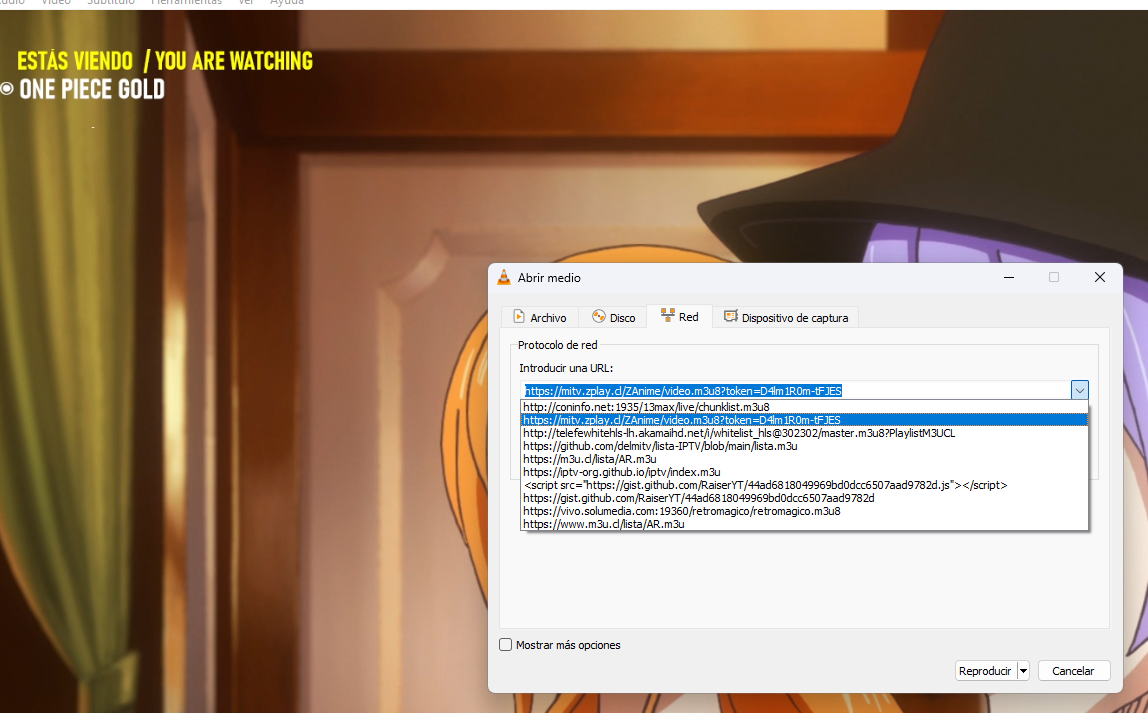 Audio Video Subtítulo Herramientas Ver Ayuda
ESTÁS VIENDO / YOU ARE WATCHING
ONE PIECE GOLD
Abrir medio
Archivo Disco Red Dispositivo de captura
Protocolo de red
Introducir una URL:
https://mitv.zplay.cl/ZAnime/video.m3u8?token=D4lm1R0m-tFJES
http://coninfo.net:1935/13max/live/chunklist.m3u8
https://mitv.zplay.cl/ZAnime/video.m3u8?token=D4lm1R0m-tFJES
http://telefewhitehls-lh.akamaihd.net/i/whitelist_hls@302302/master.m3u8?PlaylistM3UCL
https://github.com/delmitv/lista-IPTV/blob/main/lista.m3u
https://m3u.cl/lista/AR.m3u
https://iptv-org.github.io/iptv/index.m3u
<script src="https://gist.github.com/RaiserYT/44ad6818049969bd0dcc6507aad9782d.js"></script>
https://gist.github.com/RaiserYT/44ad6818049969bd0dcc6507aad9782d
https://vivo.solumedia.com:19360/retromagico/retromagico.m3u8
https://www.m3u.cl/lista/AR.m3u
Mostrar más opciones
Reproducir Cancelar